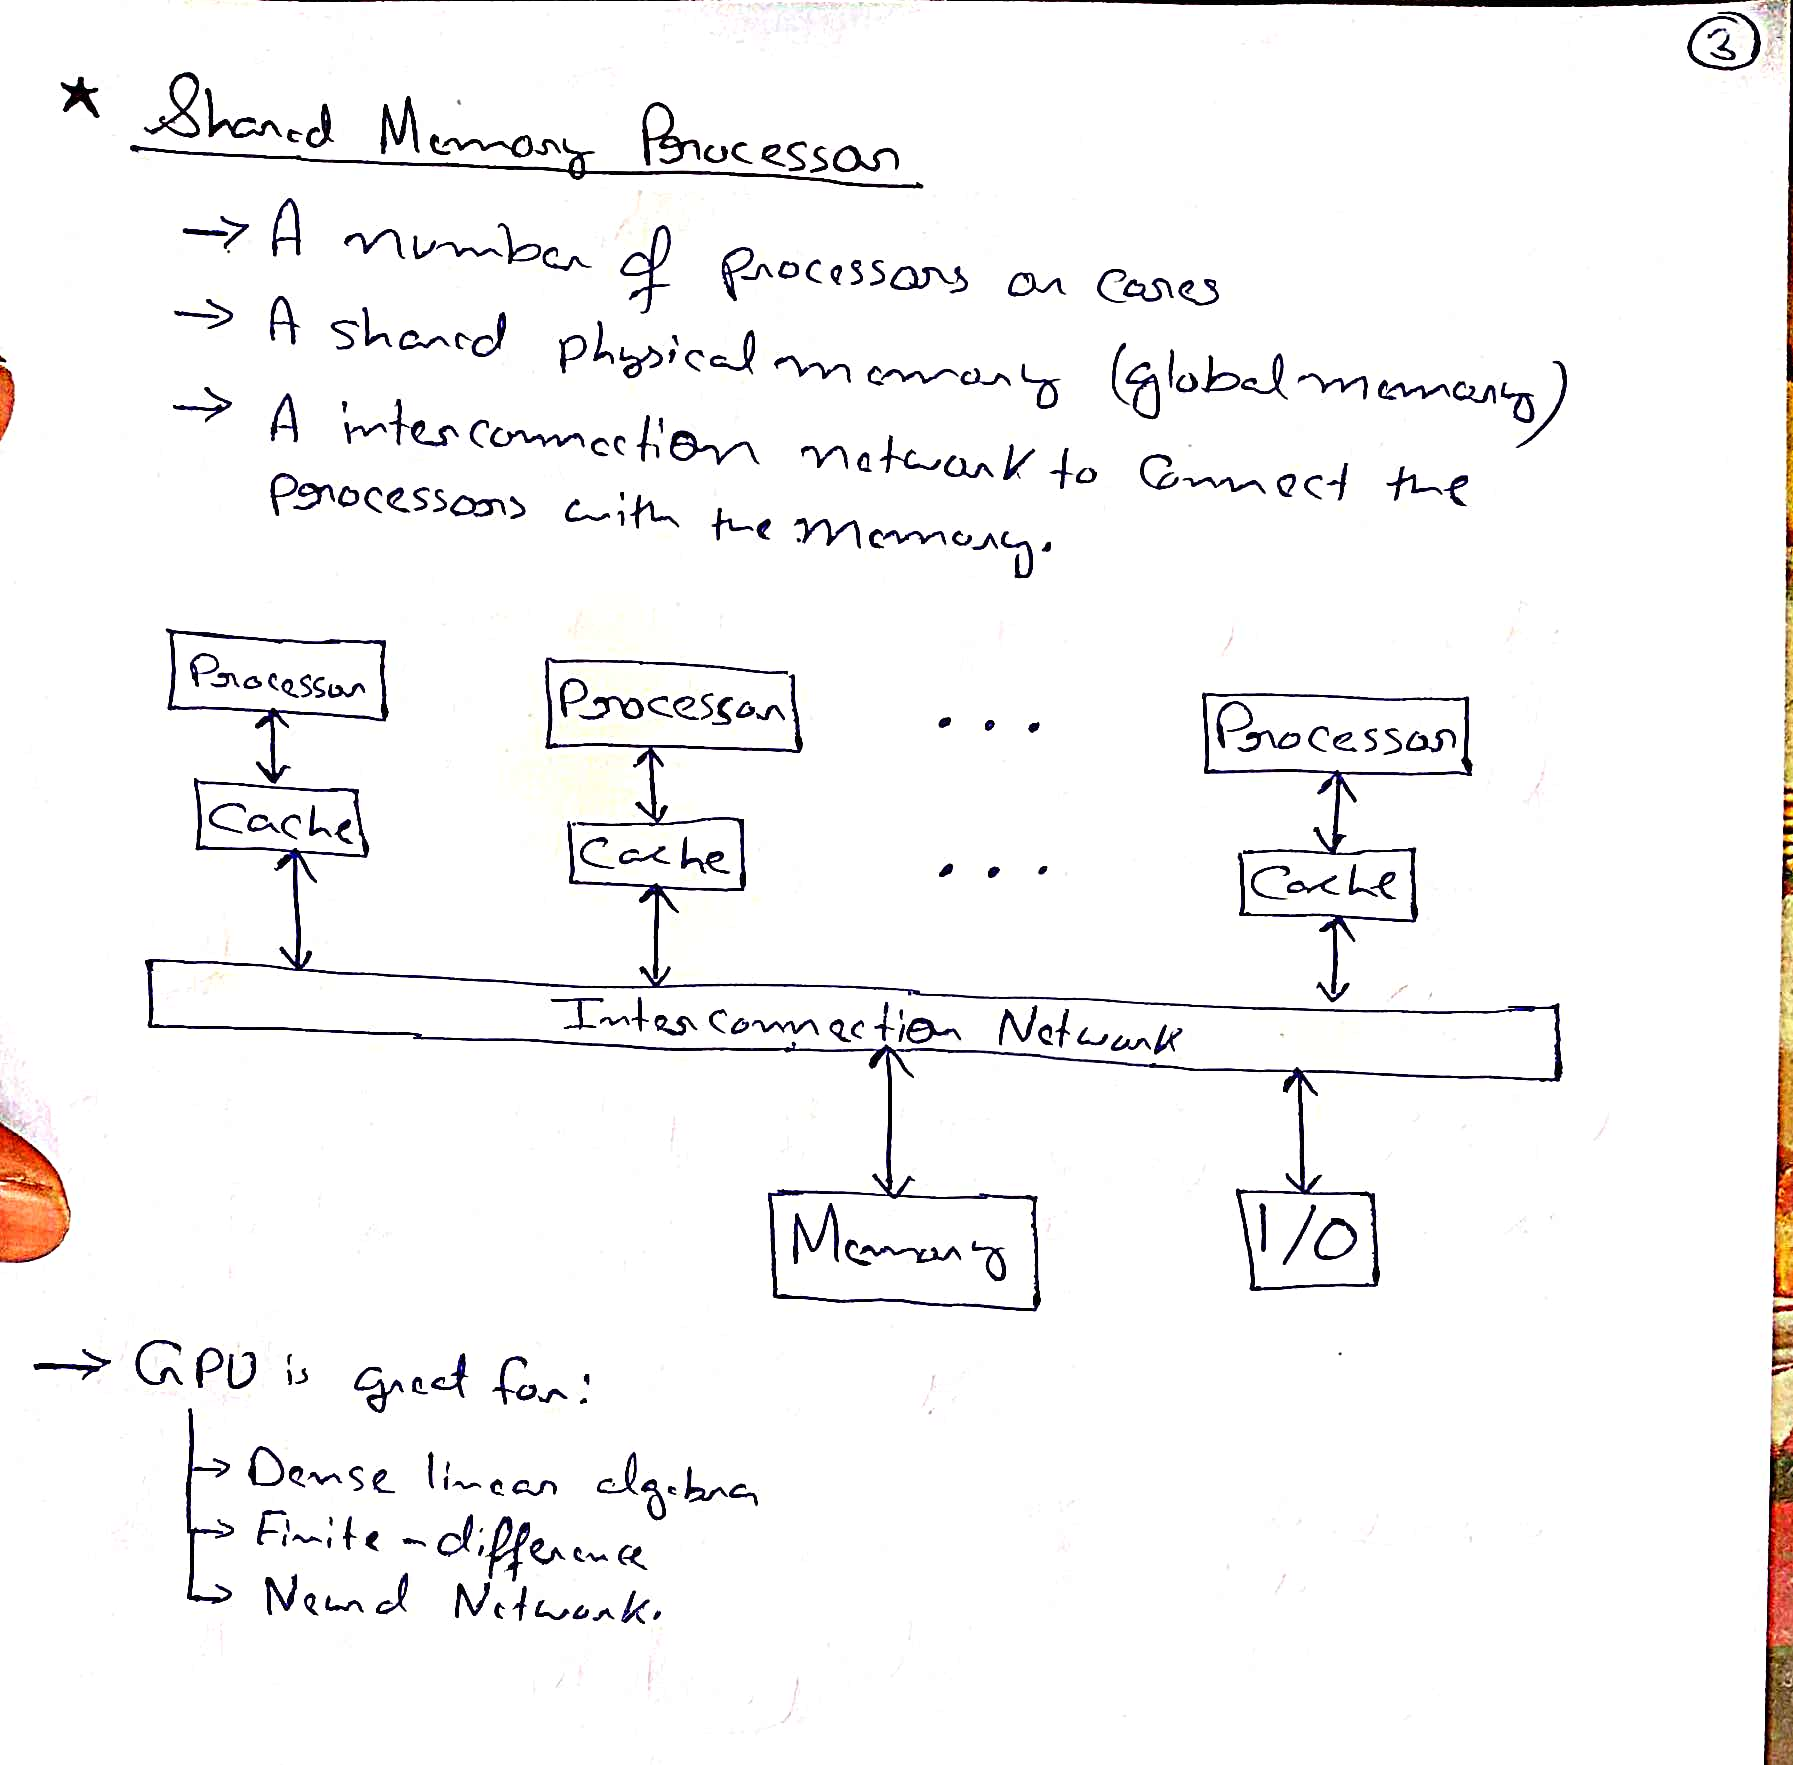 3
★ Shared Memory Processor
→ A number of processors or cores
→ A shared physical memory (global memory)
→ A interconnection network to connect the
processors with the memory.
Processor Processor ... Processor
Cache Cache ... Cache
Interconnection Network
Memory I/O
→ GPU is great for:
→ Dense linear algebra
→ Finite-difference
→ Neural Network.